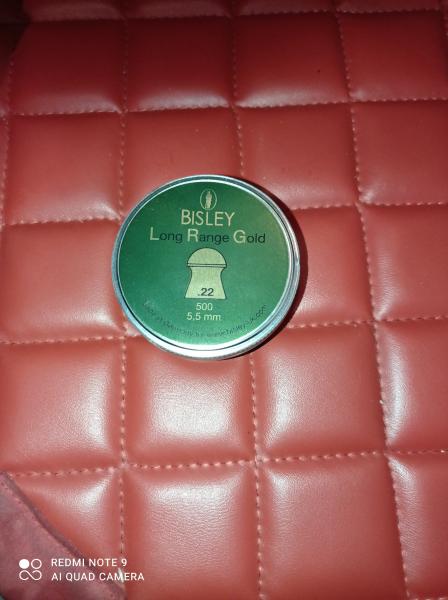 BISLEY
Long Range Gold
.22
500
5,5 mm
REDMI NOTE 9
AI QUAD CAMERA